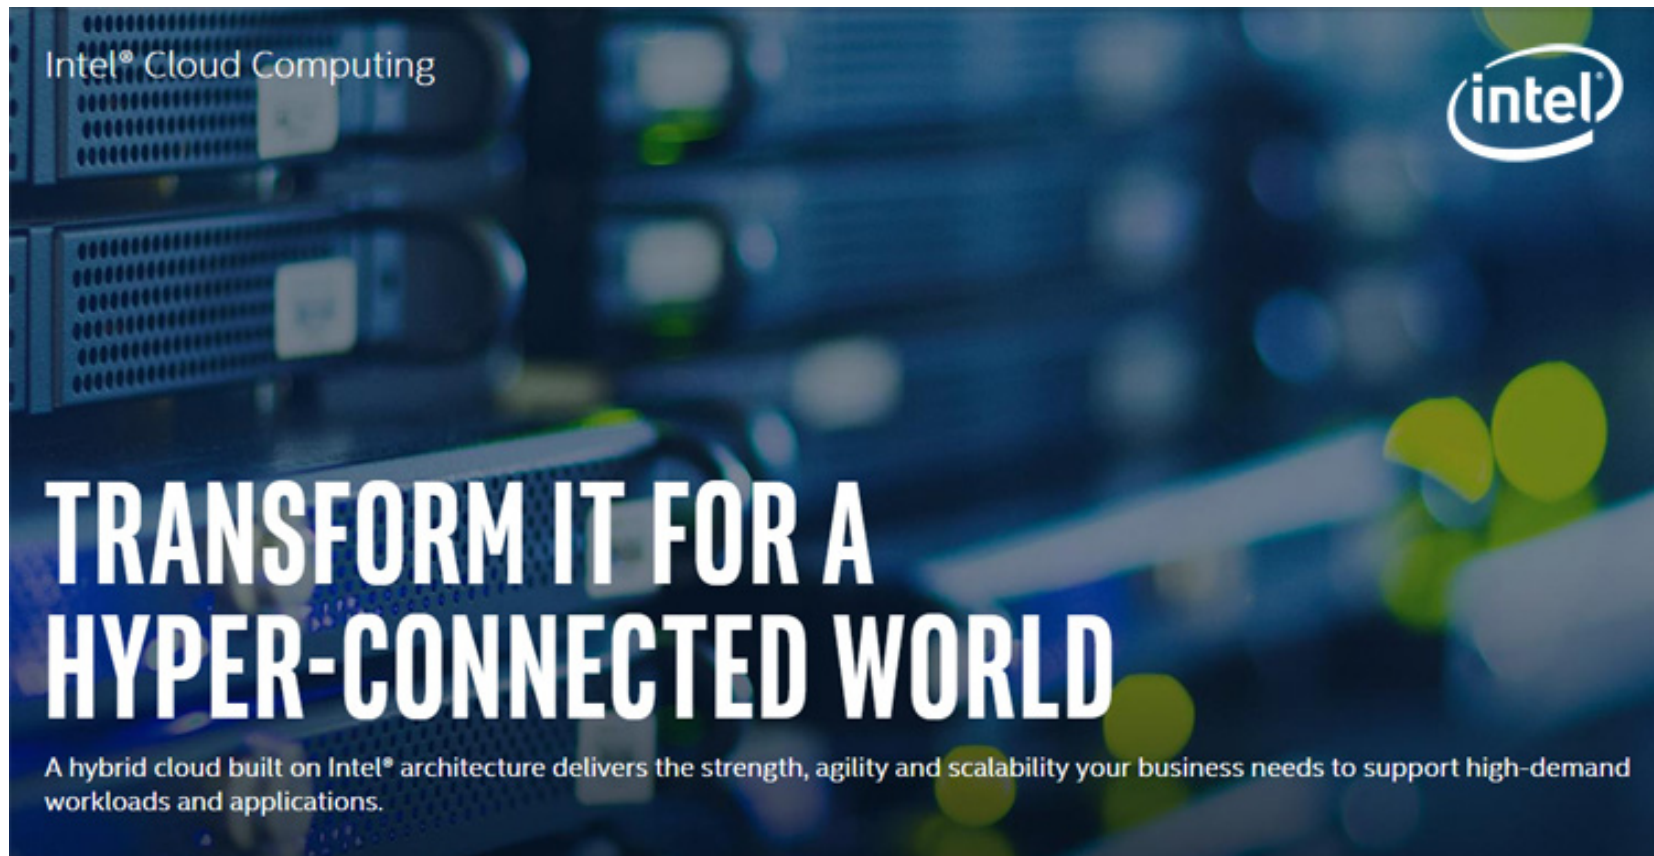 Intel® Cloud Computing
intel®
TRANSFORM IT FOR A
HYPER-CONNECTED WORLD
A hybrid cloud built on Intel® architecture delivers the strength, agility and scalability your business needs to support high-demand
workloads and applications.